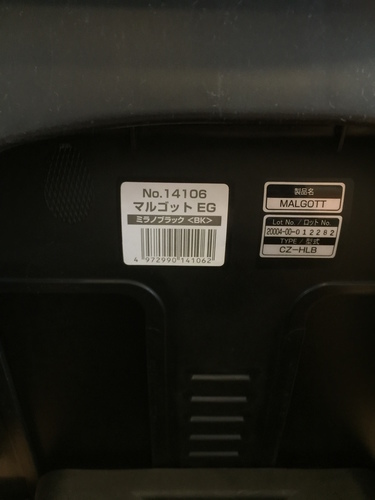 No.14106
マルゴット EG
ミラノブラック <BK>
4 972990 141062
製品名
MALGOTT
Lot No. / ロット No.
20004-00-012282
TYPE / 型式
CZ-HLB